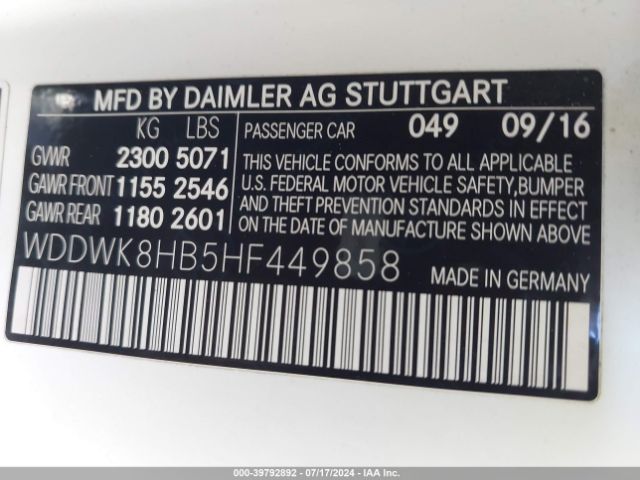 MFD BY DAIMLER AG STUTTGART
KG LBS
GVWR 2300 5071
GAWR FRONT 1155 2546
GAWR REAR 1180 2601
PASSENGER CAR 049 09/16
THIS VEHICLE CONFORMS TO ALL APPLICABLE
U.S. FEDERAL MOTOR VEHICLE SAFETY,BUMPER
AND THEFT PREVENTION STANDARDS IN EFFECT
ON THE DATE OF MANUFACTURE SHOWN ABOVE.
WDDWK8HB5HF449858
MADE IN GERMANY
000-39792892 - 07/17/2024 - IAA Inc.